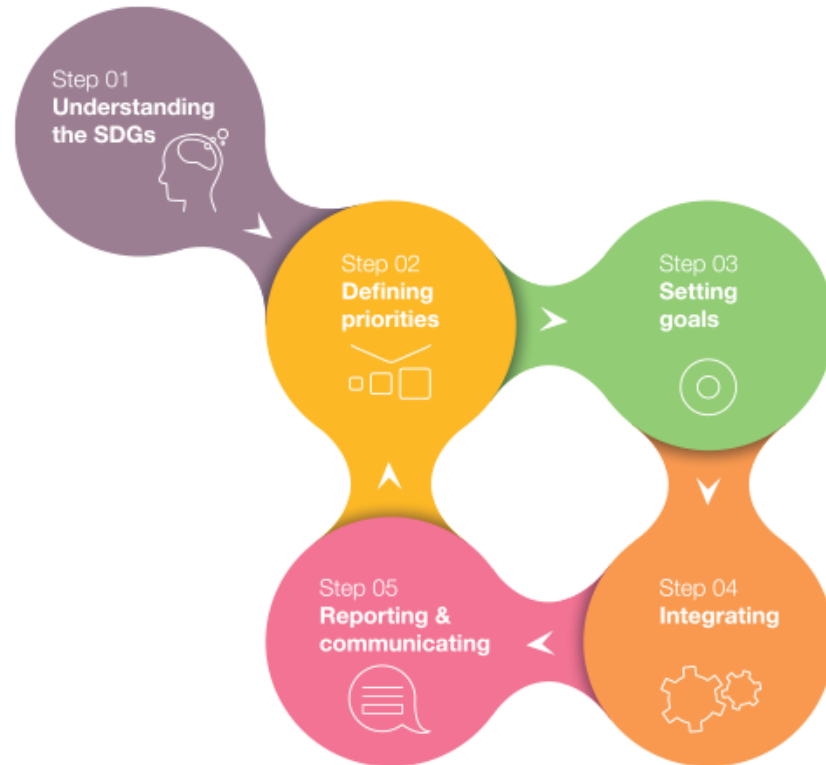 Step 01
Understanding
the SDGs
Step 02
Defining
priorities
Step 03
Setting
goals
Step 04
Integrating
Step 05
Reporting &
communicating